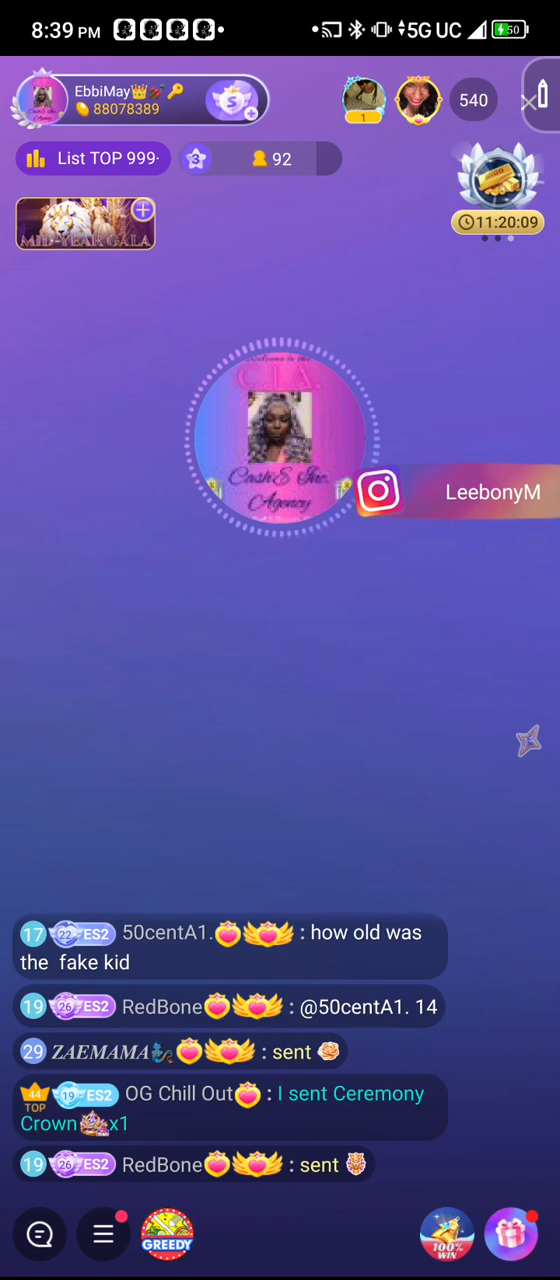 8:39 PM
5G UC
50
EbbiMay
88078389
S
1
540
List TOP 999+
3
92
11:20:09
MID-YEAR GALA
C.I.A.
Cash$ Inc.
Agency
LeebonyM
17 22 ES2 50centA1. : how old was
the fake kid
19 26 ES2 RedBone : @50centA1. 14
29 ZAEMAMA : sent
44 TOP 19 ES2 OG Chill Out : I sent Ceremony
Crown x1
19 26 ES2 RedBone : sent
GREEDY
100%
WIN